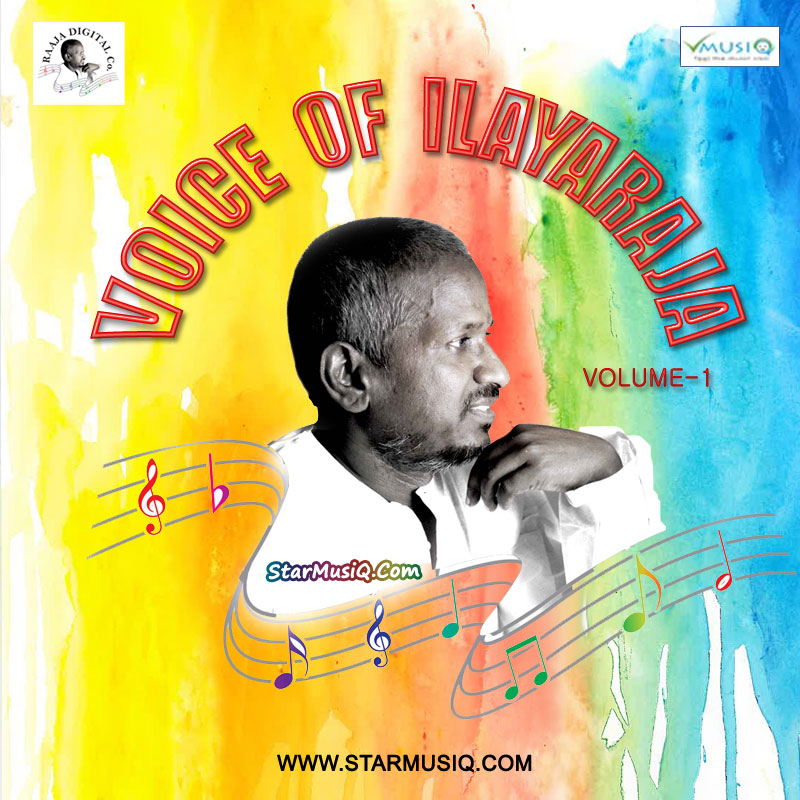 RAAJA DIGITAL Co.
VMUSIQ
VOICE OF ILAYARAJA
VOLUME-1
StarMusiQ.Com
WWW.STARMUSIQ.COM